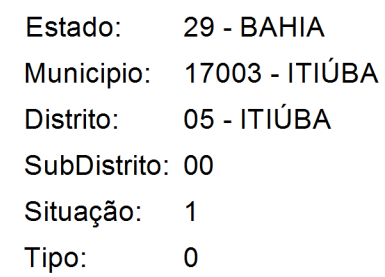 Estado: 29 - BAHIA
Municipio: 17003 - ITIÚBA
Distrito: 05 - ITIÚBA
SubDistrito: 00
Situação: 1
Tipo: 0